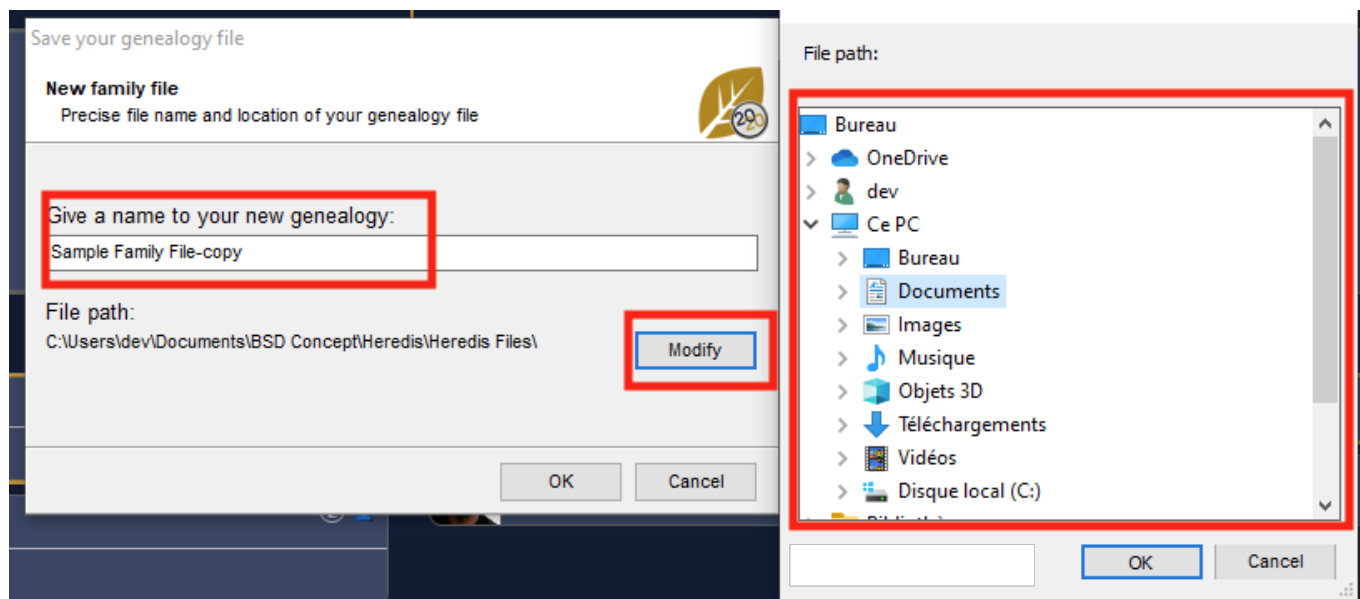 Save your genealogy file
New family file
Precise file name and location of your genealogy file
Give a name to your new genealogy:
Sample Family File-copy
File path:
C:\Users\dev\Documents\BSD Concept\Heredis\Heredis Files\
Modify
OK
Cancel
File path:
Bureau
OneDrive
dev
Ce PC
Bureau
Documents
Images
Musique
Objets 3D
Téléchargements
Vidéos
Disque local (C:)
OK
Cancel